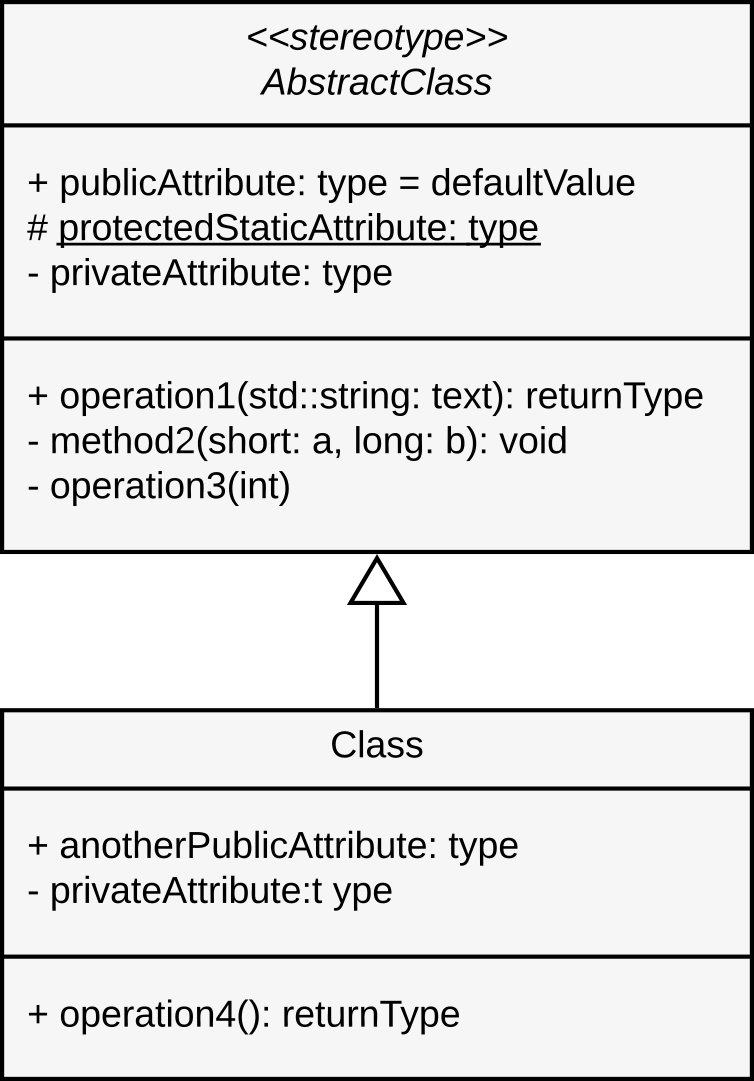 <<stereotype>>
AbstractClass
+ publicAttribute: type = defaultValue
# protectedStaticAttribute: type
- privateAttribute: type
+ operation1(std::string: text): returnType
- method2(short: a, long: b): void
- operation3(int)
Class
+ anotherPublicAttribute: type
- privateAttribute:t ype
+ operation4(): returnType